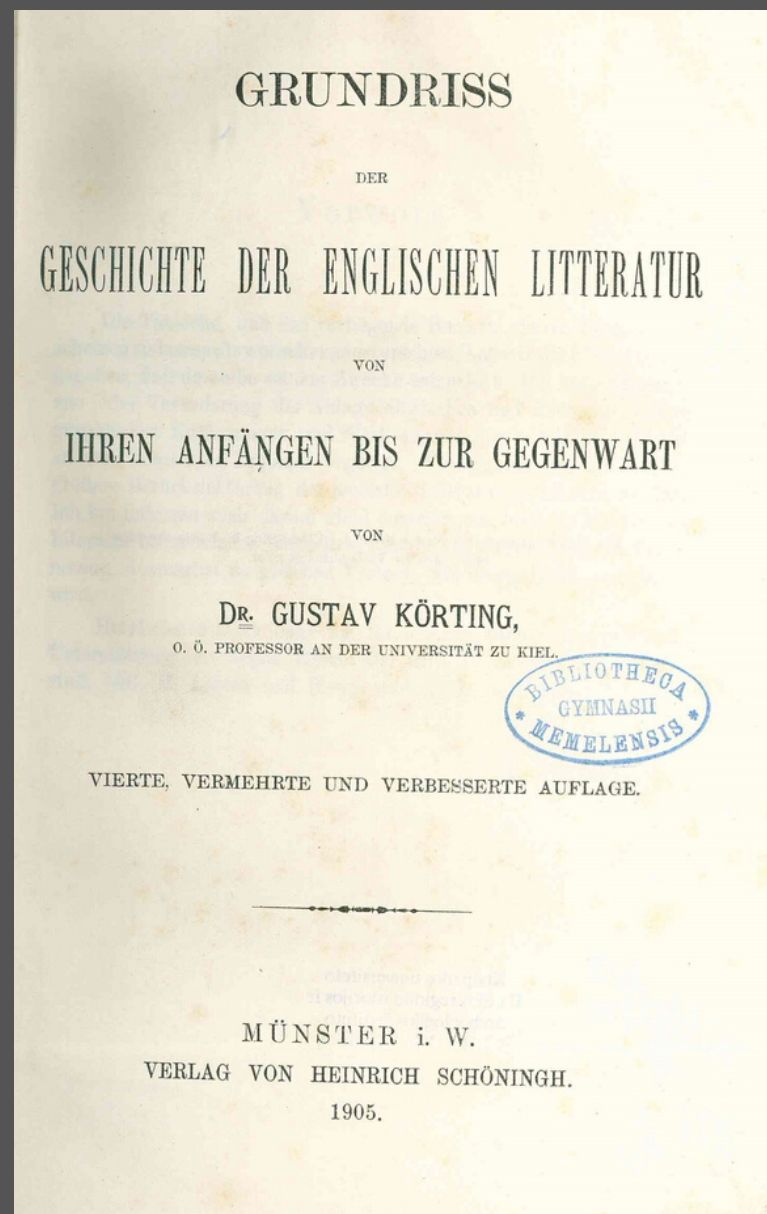 GRUNDRISS
DER
GESCHICHTE DER ENGLISCHEN LITTERATUR
VON
IHREN ANFÄNGEN BIS ZUR GEGENWART
VON
DR. GUSTAV KÖRTING,
O. Ö. PROFESSOR AN DER UNIVERSITÄT ZU KIEL.
BIBLIOTHECA
GYMNASII
* MEMELENSIS *
VIERTE, VERMEHRTE UND VERBESSERTE AUFLAGE.
MÜNSTER i. W.
VERLAG VON HEINRICH SCHÖNINGH.
1905.